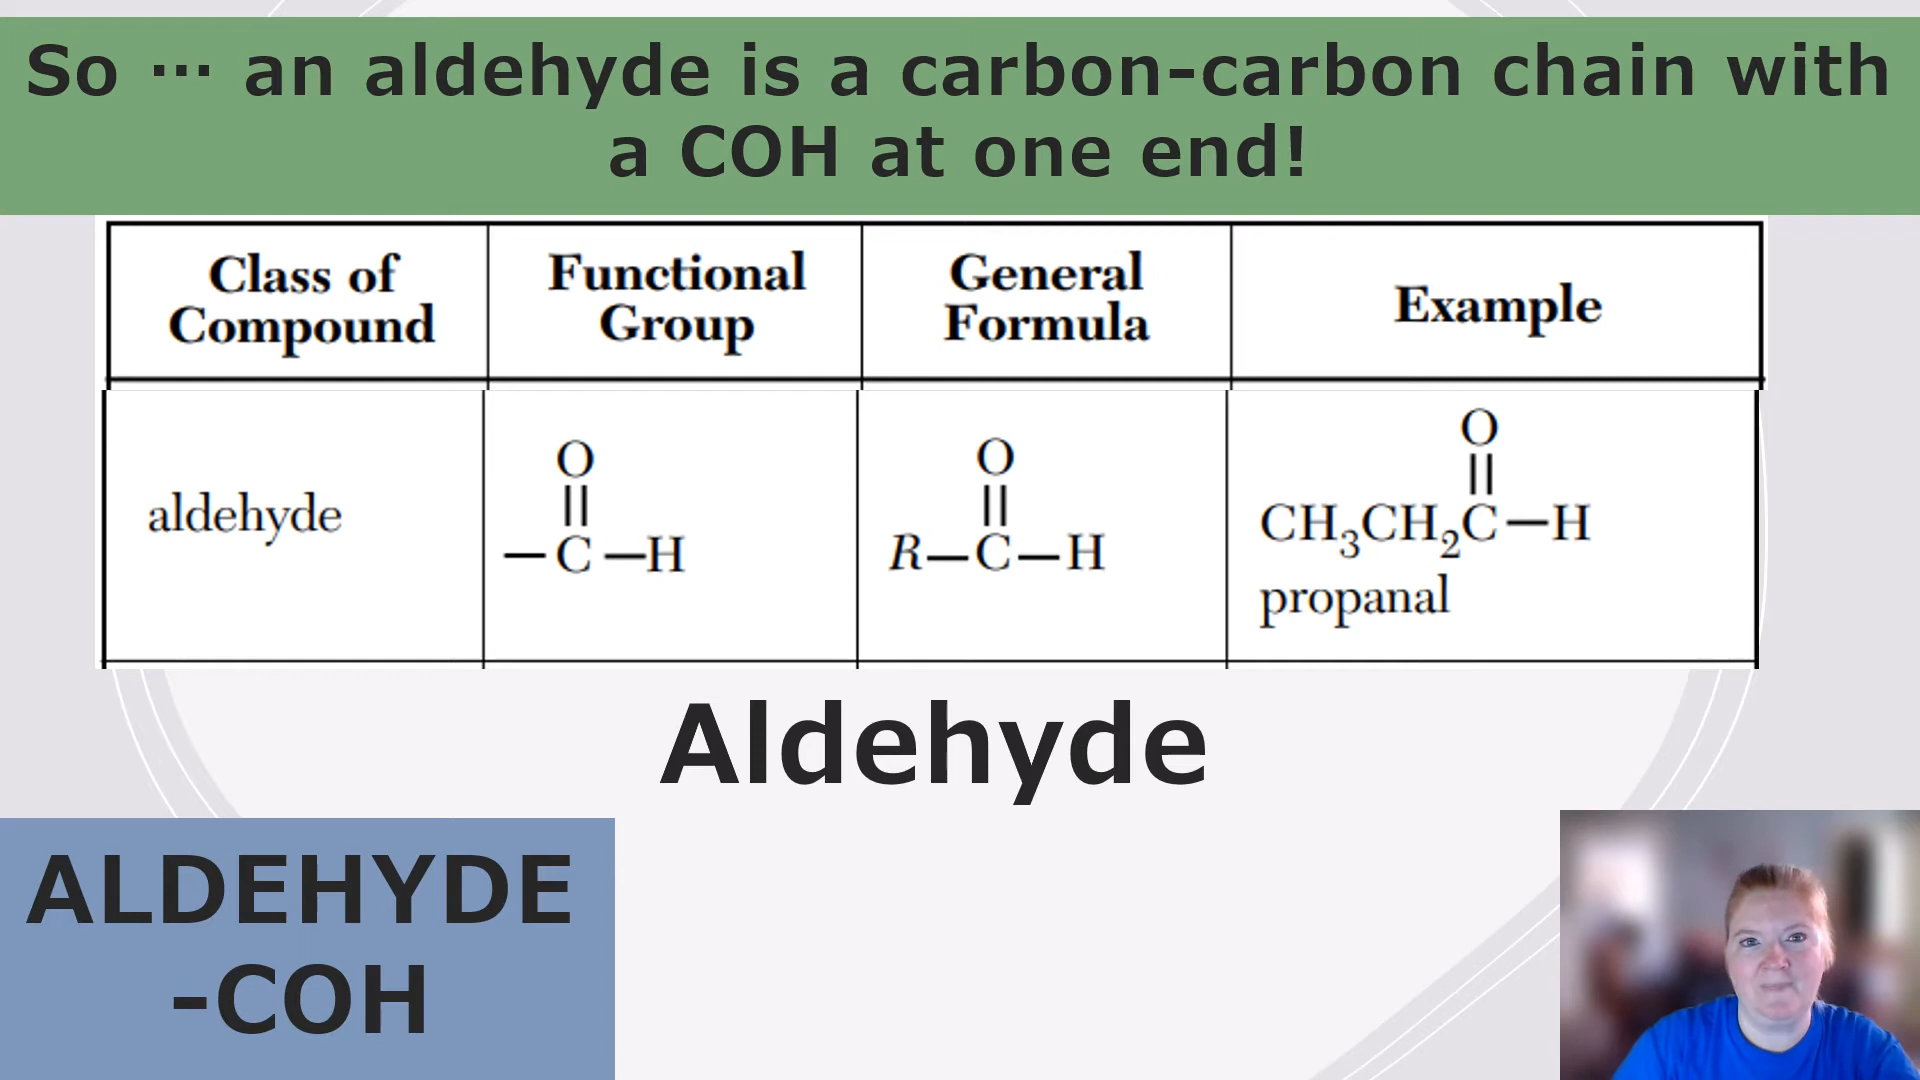 So ⋯ an aldehyde is a carbon-carbon chain with
a COH at one end!
Class of
Compound
Functional
Group
General
Formula
Example
aldehyde
O
||
—C—H
O
||
R—C—H
O
||
CH₃CH₂C—H
propanal
Aldehyde
ALDEHYDE
-COH